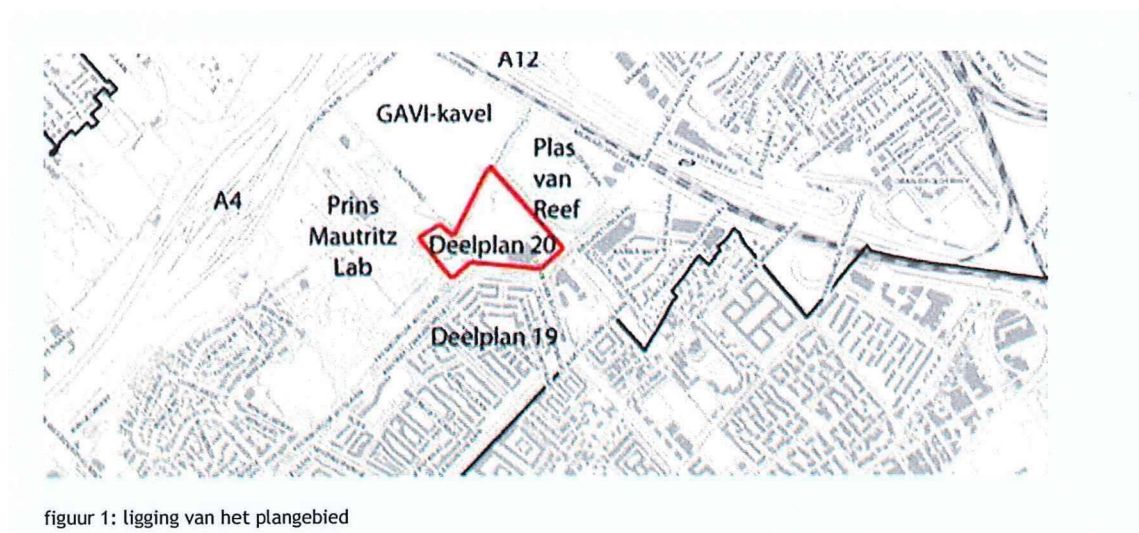 A12
GAVI-kavel
Plas
van
Reef
A4
Prins
Mautritz
Lab
Deelplan 20
Deelplan 19
figuur 1: ligging van het plangebied